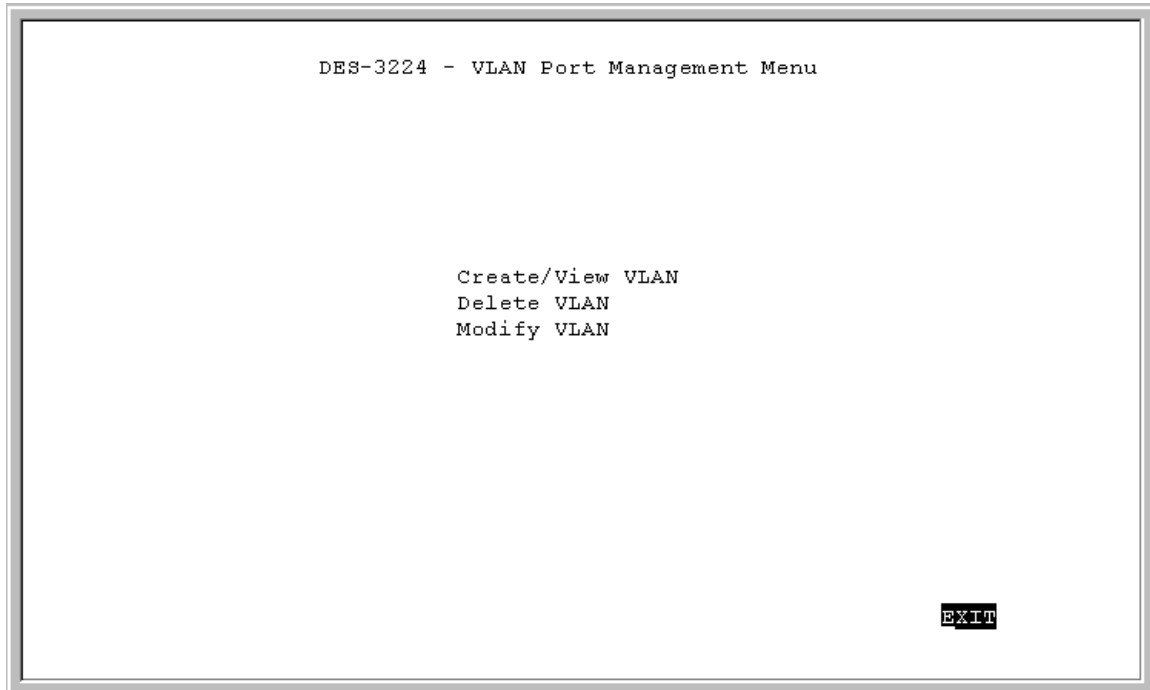 DES-3224 - VLAN Port Management Menu
Create/View VLAN
Delete VLAN
Modify VLAN
EXIT